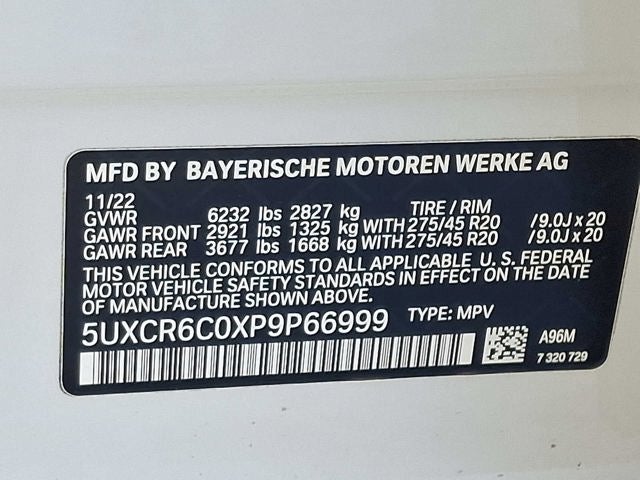 MFD BY BAYERISCHE MOTOREN WERKE AG
11/22 TIRE / RIM
GVWR 6232 lbs 2827 kg
GAWR FRONT 2921 lbs 1325 kg WITH 275/45 R20 /9.0J x 20
GAWR REAR 3677 lbs 1668 kg WITH 275/45 R20 /9.0J x 20
THIS VEHICLE CONFORMS TO ALL APPLICABLE U. S. FEDERAL
MOTOR VEHICLE SAFETY STANDARDS IN EFFECT ON THE DATE
OF MANUFACTURE SHOWN ABOVE.
5UXCR6C0XP9P66999 TYPE: MPV
A96M
7 320 729